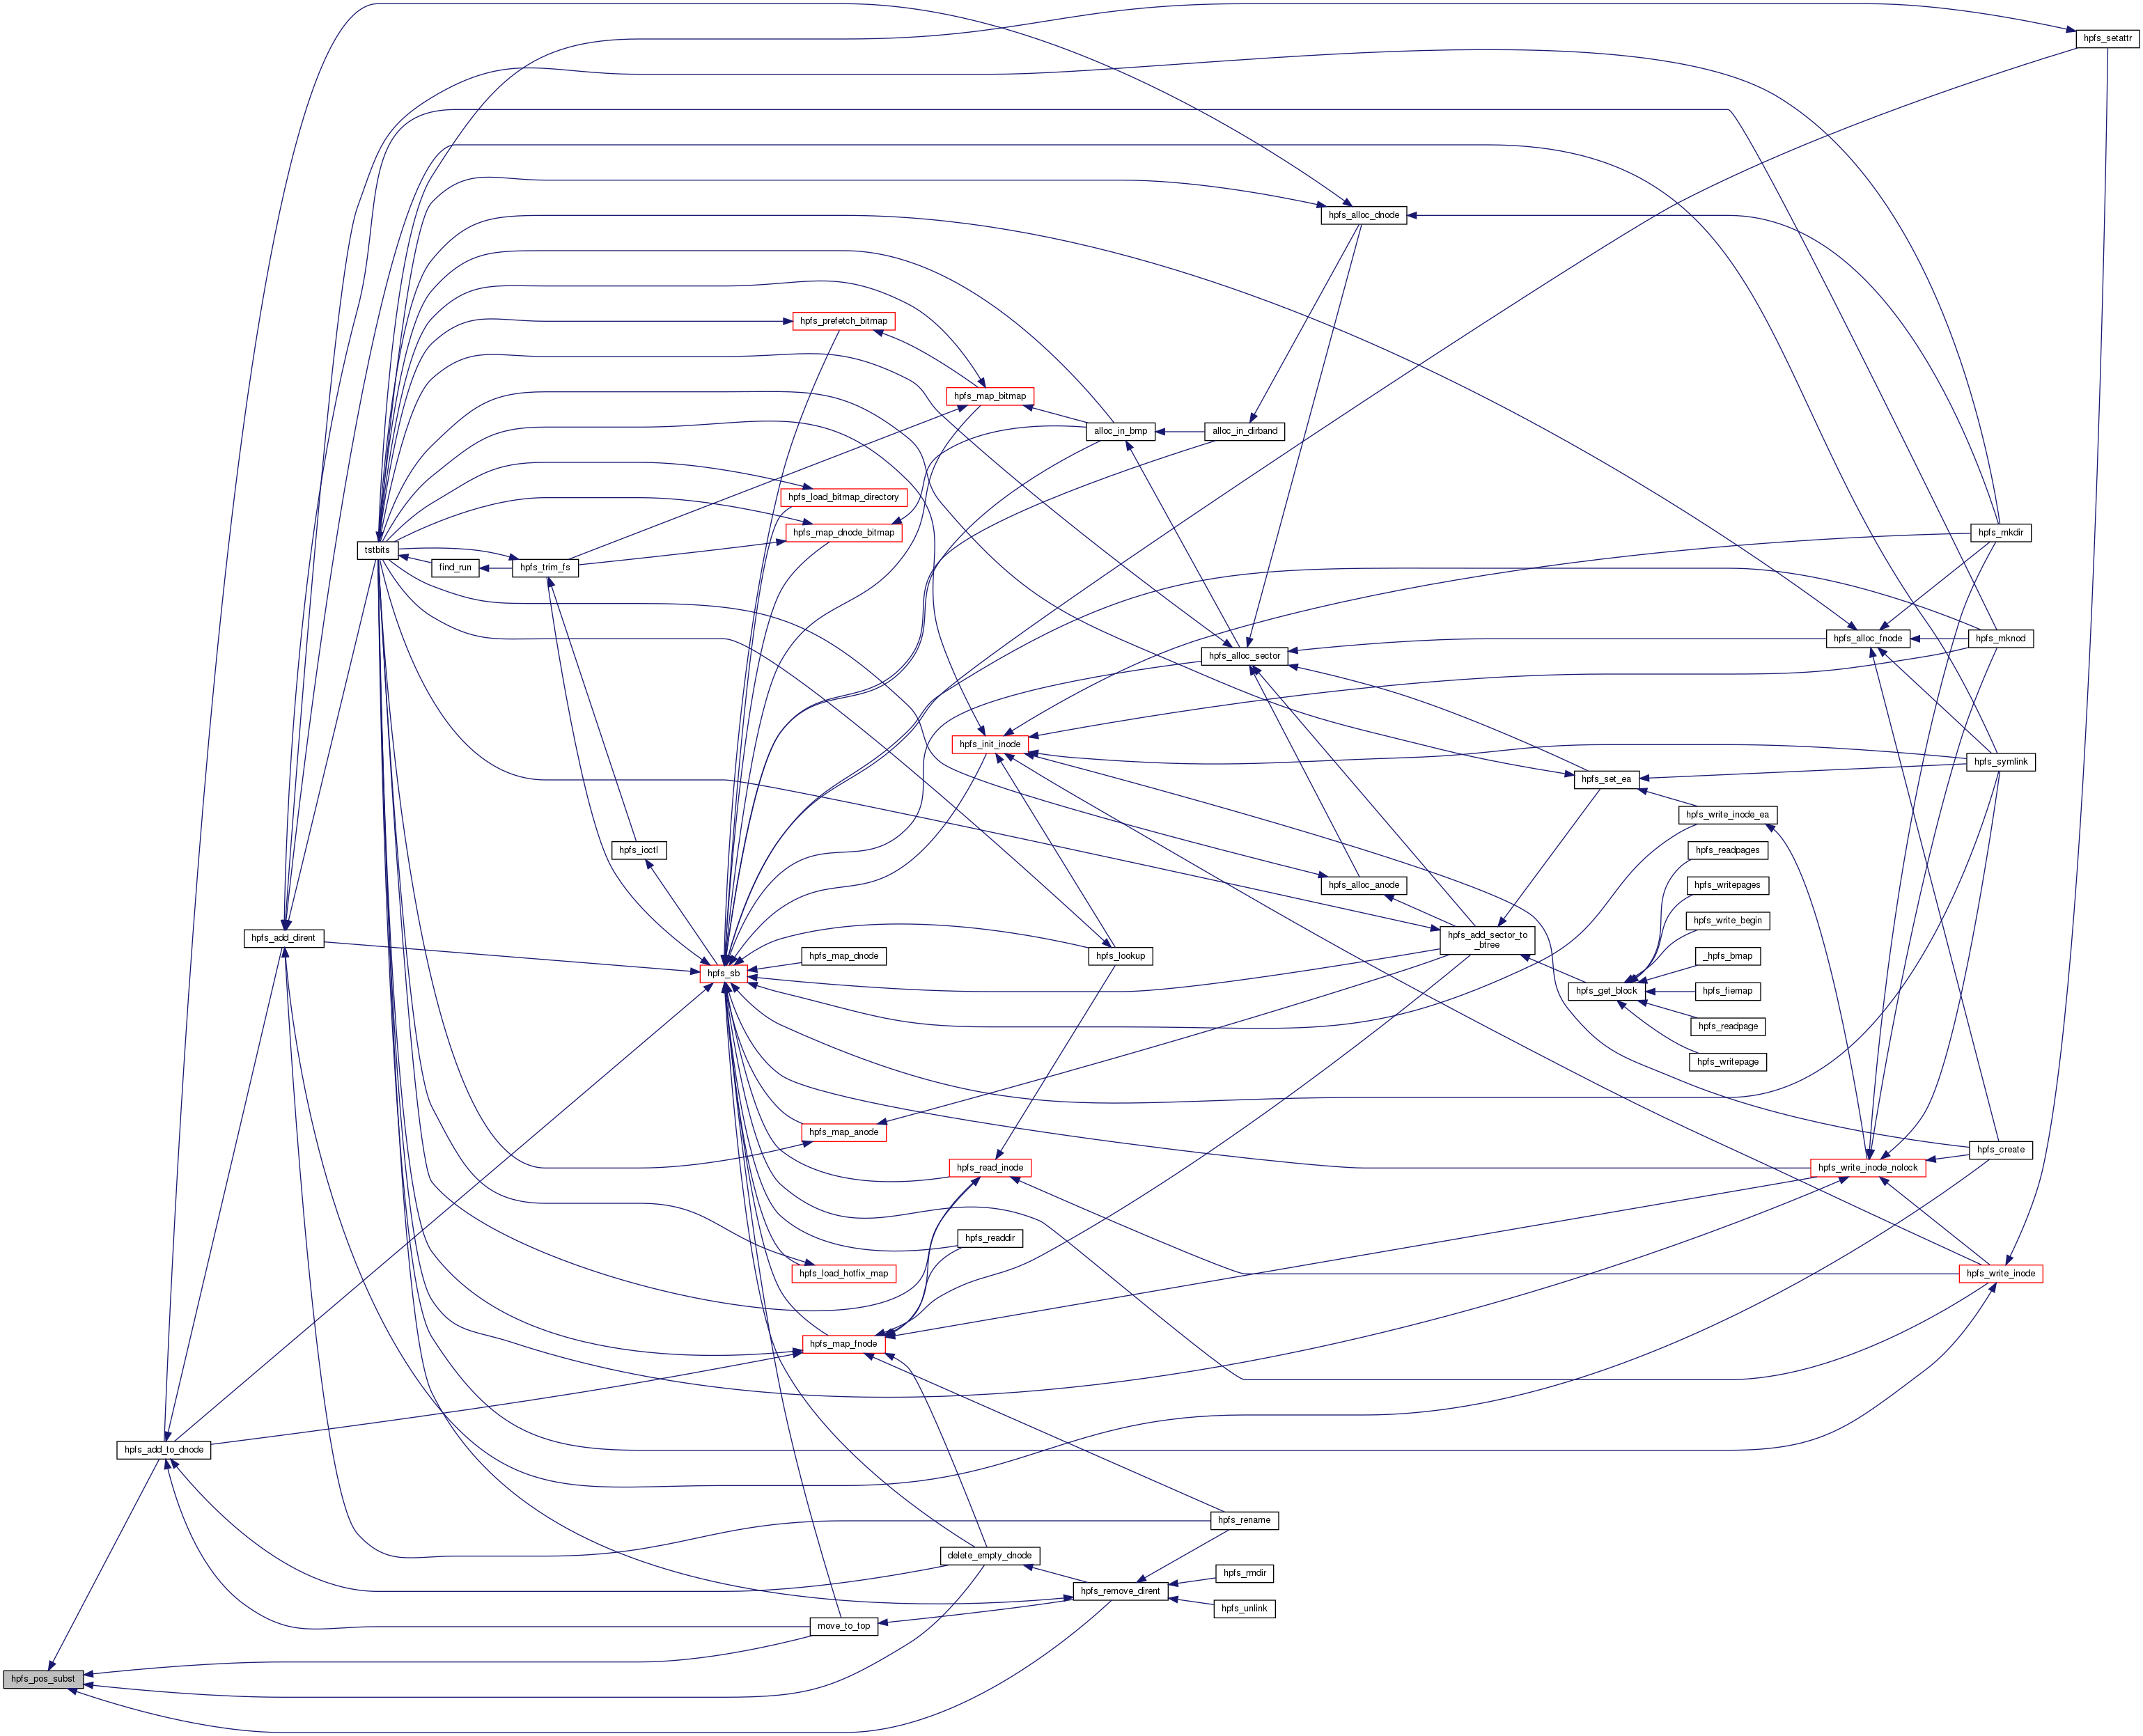 hpfs_setattr
hpfs_alloc_dnode
hpfs_prefetch_bitmap
hpfs_map_bitmap
alloc_in_bmp
alloc_in_dirband
hpfs_load_bitmap_directory
hpfs_map_dnode_bitmap
hpfs_mkdir
tstbits
find_run
hpfs_trim_fs
hpfs_alloc_fnode
hpfs_mknod
hpfs_alloc_sector
hpfs_init_inode
hpfs_symlink
hpfs_set_ea
hpfs_write_inode_ea
hpfs_ioctl
hpfs_readpages
hpfs_alloc_anode
hpfs_writepages
hpfs_write_begin
hpfs_add_dirent
hpfs_add_sector_to
_btree
hpfs_map_dnode
hpfs_lookup
_hpfs_bmap
hpfs_sb
hpfs_get_block
hpfs_fiemap
hpfs_readpage
hpfs_writepage
hpfs_map_anode
hpfs_create
hpfs_read_inode
hpfs_write_inode_nolock
hpfs_readdir
hpfs_load_hotfix_map
hpfs_write_inode
hpfs_map_fnode
hpfs_add_to_dnode
hpfs_rename
delete_empty_dnode
hpfs_rmdir
hpfs_remove_dirent
hpfs_unlink
move_to_top
hpfs_pos_subst